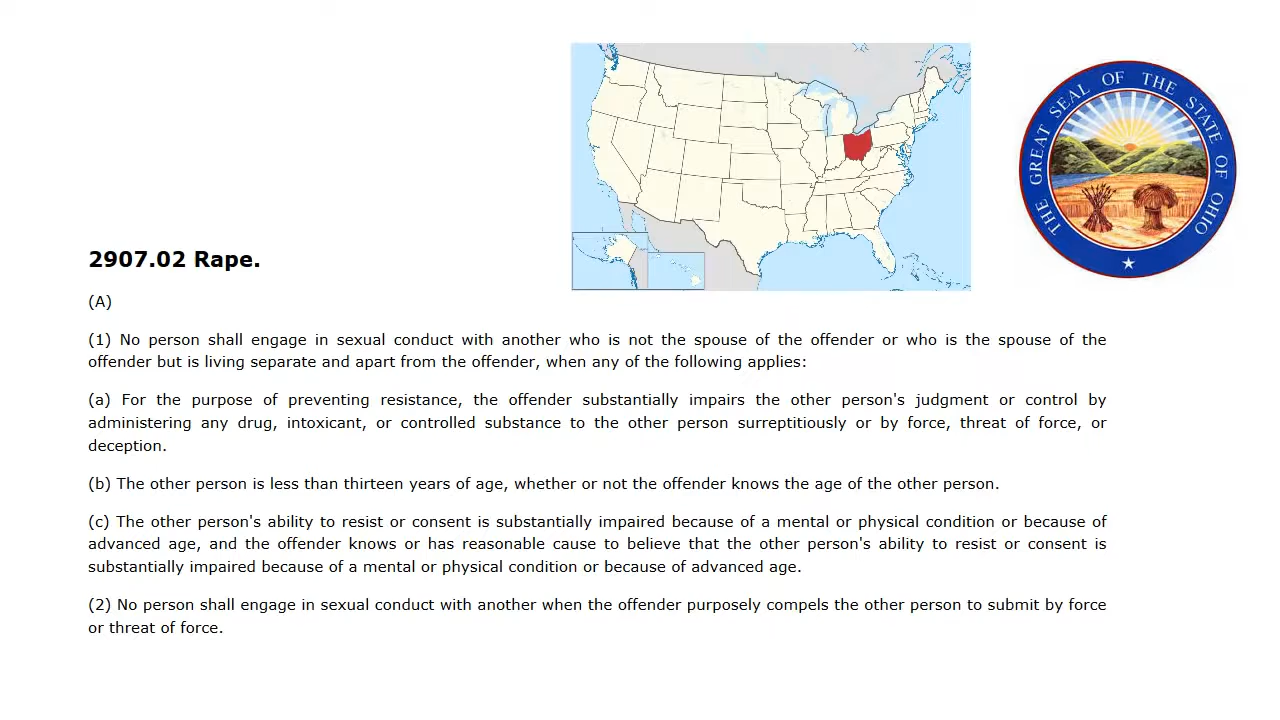 THE GREAT SEAL OF THE STATE OF OHIO
2907.02 Rape.
(A)
(1) No person shall engage in sexual conduct with another who is not the spouse of the offender or who is the spouse of the
offender but is living separate and apart from the offender, when any of the following applies:
(a) For the purpose of preventing resistance, the offender substantially impairs the other person's judgment or control by
administering any drug, intoxicant, or controlled substance to the other person surreptitiously or by force, threat of force, or
deception.
(b) The other person is less than thirteen years of age, whether or not the offender knows the age of the other person.
(c) The other person's ability to resist or consent is substantially impaired because of a mental or physical condition or because of
advanced age, and the offender knows or has reasonable cause to believe that the other person's ability to resist or consent is
substantially impaired because of a mental or physical condition or because of advanced age.
(2) No person shall engage in sexual conduct with another when the offender purposely compels the other person to submit by force
or threat of force.